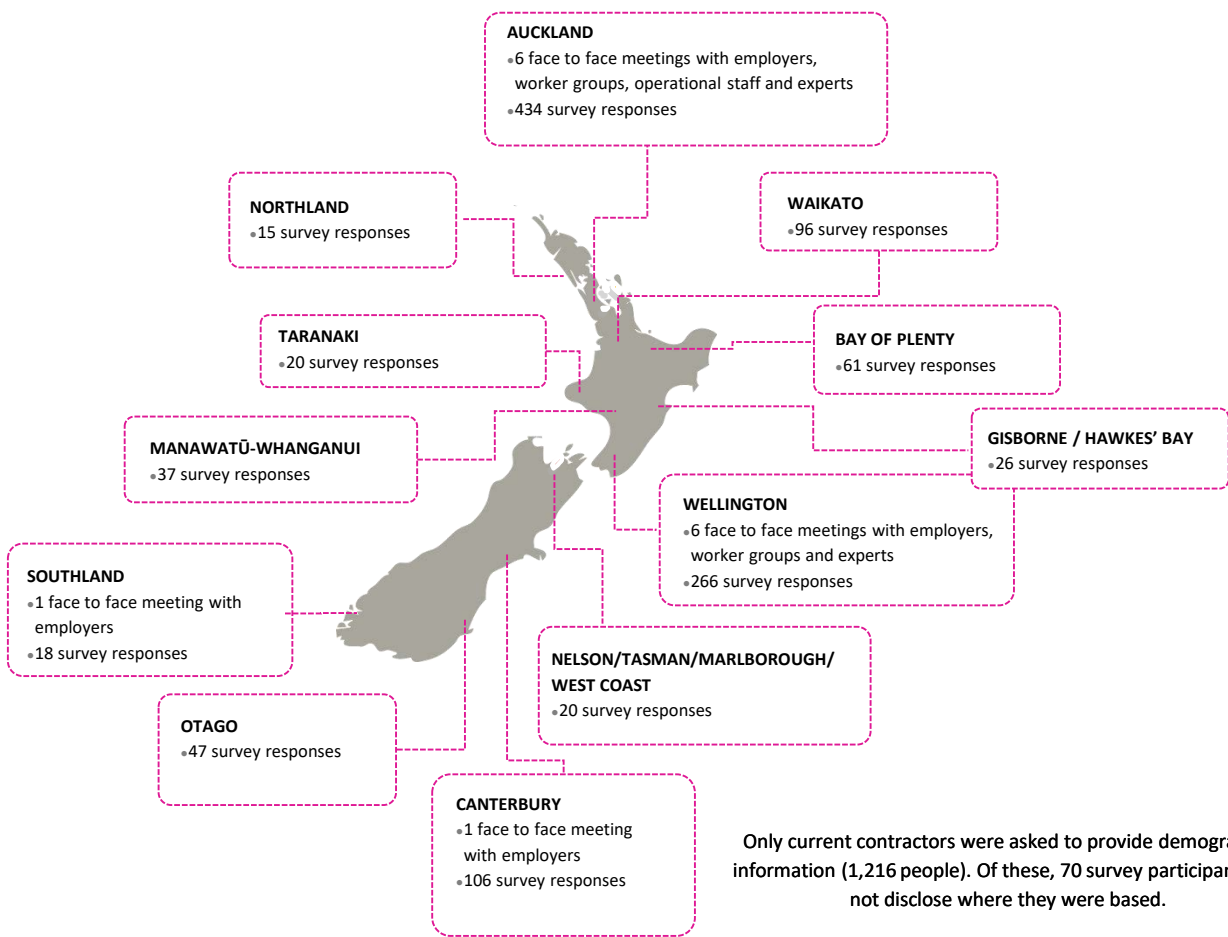 AUCKLAND
•6 face to face meetings with employers,
worker groups, operational staff and experts
•434 survey responses
NORTHLAND
•15 survey responses
WAIKATO
•96 survey responses
TARANAKI
•20 survey responses
BAY OF PLENTY
•61 survey responses
MANAWATŪ-WHANGANUI
•37 survey responses
GISBORNE / HAWKES' BAY
•26 survey responses
WELLINGTON
•6 face to face meetings with employers,
worker groups and experts
•266 survey responses
SOUTHLAND
•1 face to face meeting with
employers
•18 survey responses
NELSON/TASMAN/MARLBOROUGH/
WEST COAST
•20 survey responses
OTAGO
•47 survey responses
CANTERBURY
•1 face to face meeting
with employers
•106 survey responses
Only current contractors were asked to provide demogra
information (1,216 people). Of these, 70 survey participa
not disclose where they were based.